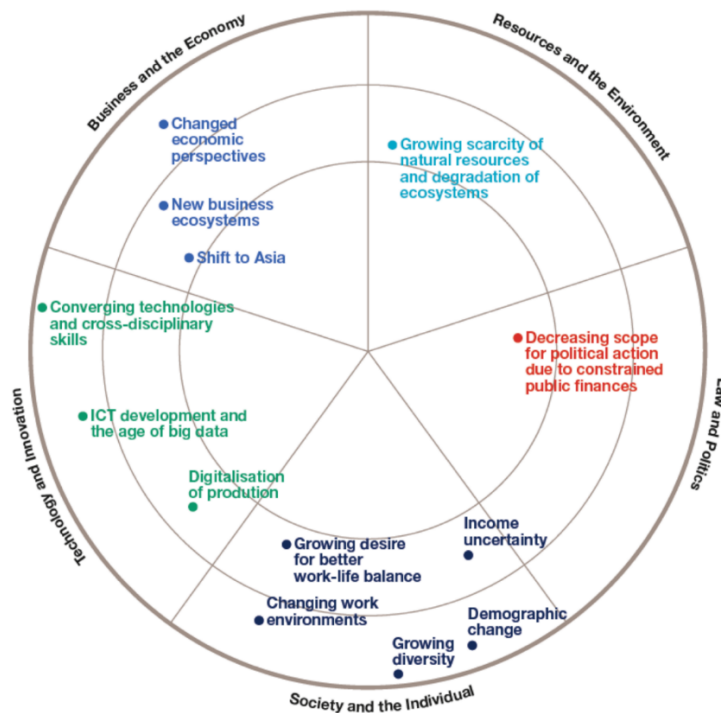 Business and the Economy
Resources and the Environment
Changed
economic
perspectives
Growing scarcity of
natural resources
and degradation of
ecosystems
New business
ecosystems
Shift to Asia
Converging technologies
and cross-disciplinary
skills
Decreasing scope
for political action
due to constrained
public finances
Law and Politics
Technology and Innovation
ICT development and
the age of big data
Digitalisation
of prodution
Income
uncertainty
Growing desire
for better
work-life balance
Changing work
environments
Demographic
change
Growing
diversity
Society and the Individual